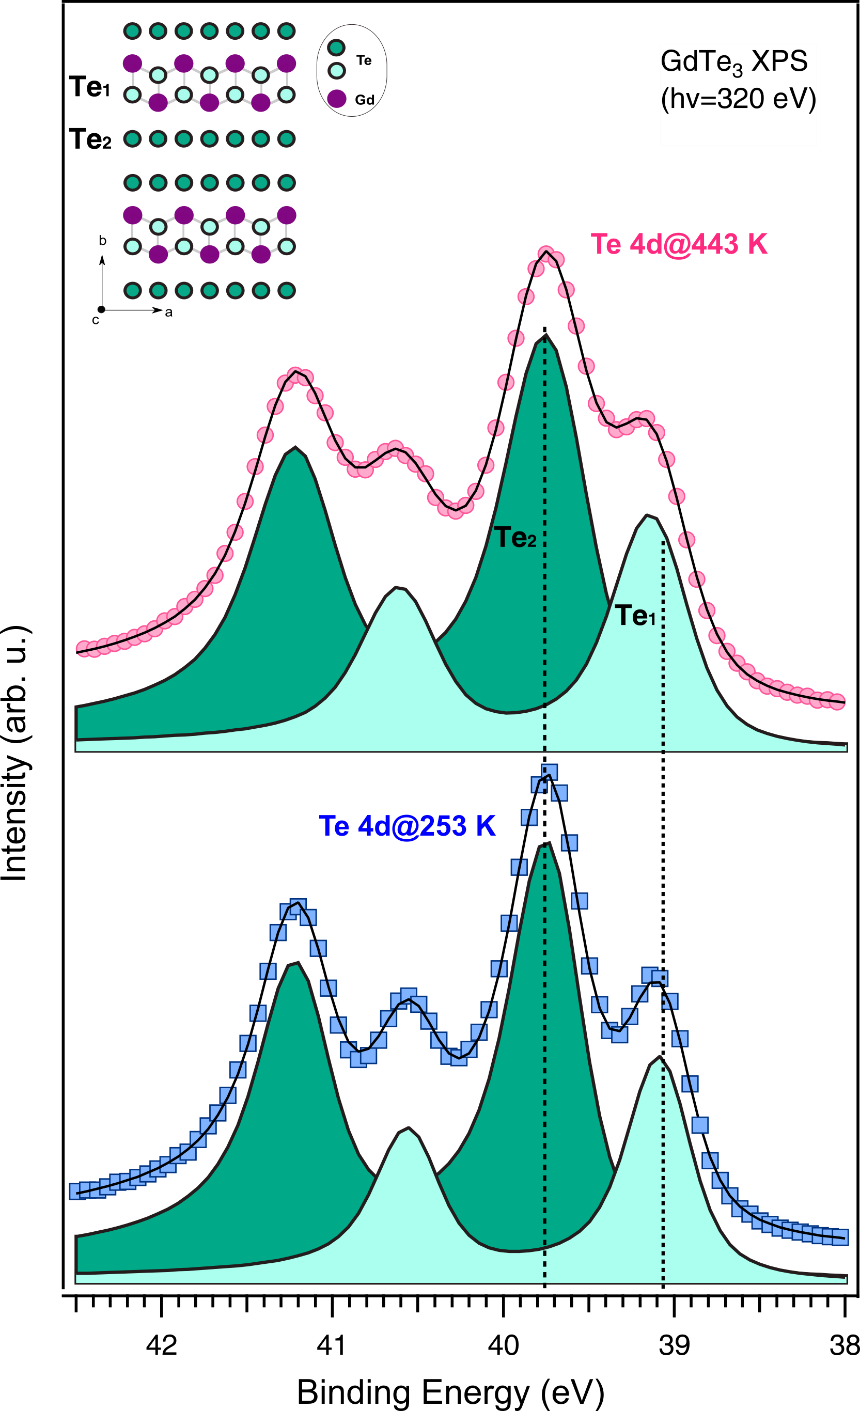 Te
Gd
Te1
Te2
b
c
a
GdTe3 XPS
(hν=320 eV)
Te 4d@443 K
Te2
Te1
Te 4d@253 K
Intensity (arb. u.)
42
41
40
39
38
Binding Energy (eV)